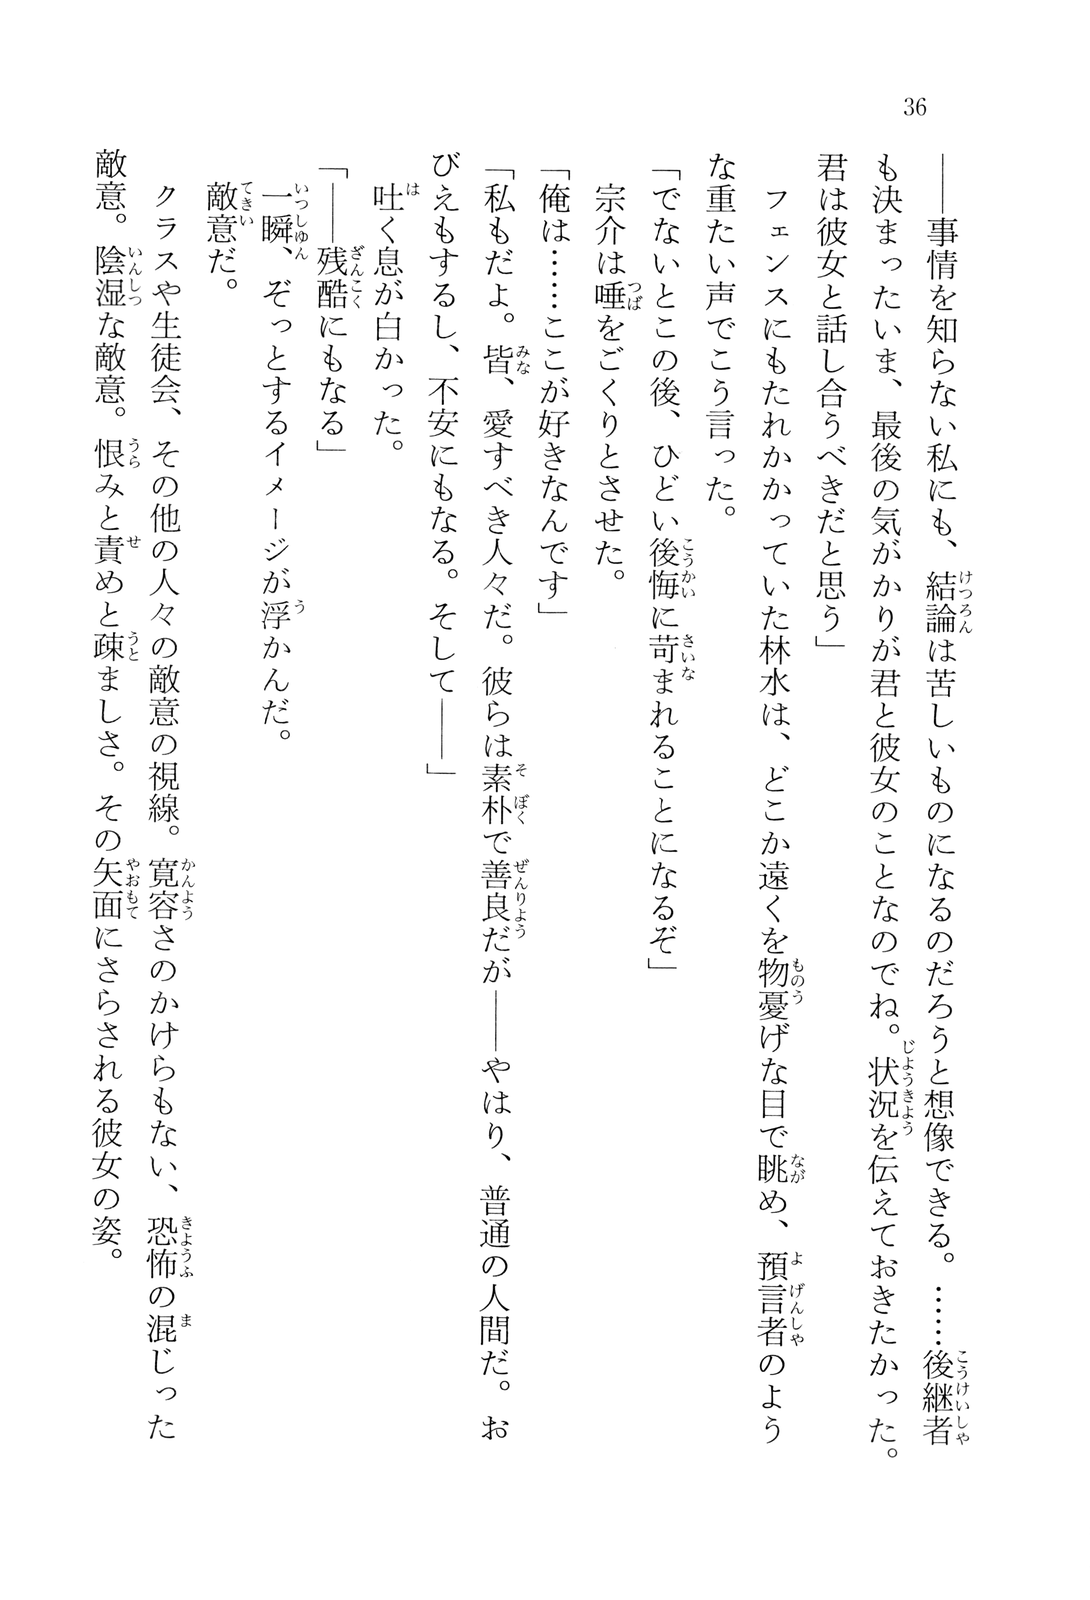 36
――事情を知らない私にも、結論は苦しいものになるのだろうと想像できる。……後継者
も決まったいま、最後の気がかりが君と彼女のことなのでね。状況を伝えておきたかった。
君は彼女と話し合うべきだと思う」
フェンスにもたれかかっていた林水は、どこか遠くを物憂げな目で眺め、預言者のよう
な重たい声でこう言った。
「でないとこの後、ひどい後悔に苛まれることになるぞ」
宗介は唾をごくりとさせた。
「俺は……ここが好きなんです」
「私もだよ。皆、愛すべき人々だ。彼らは素朴で善良だが――やはり、普通の人間だ。お
びえもするし、不安にもなる。そして――」
吐く息が白かった。
「――残酷にもなる」
一瞬、ぞっとするイメージが浮かんだ。
敵意だ。
クラスや生徒会、その他の人々の敵意の視線。寛容さのかけらもない、恐怖の混じった
敵意。陰湿な敵意。恨みと責めと疎ましさ。その矢面にさらされる彼女の姿。